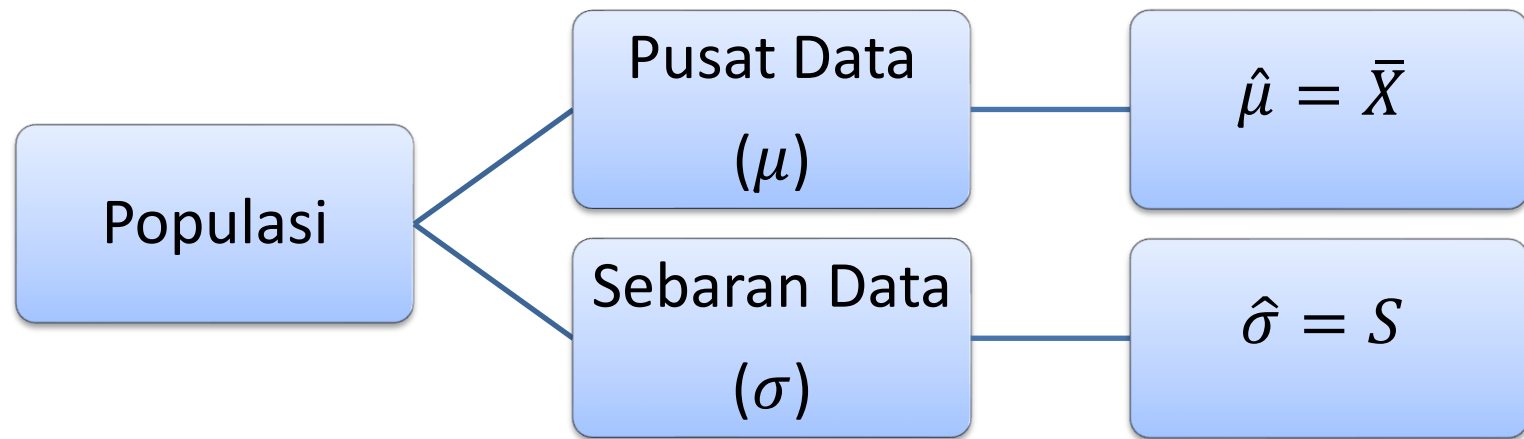 Populasi
Pusat Data
(μ)
μ̂ = X̄
Sebaran Data
(σ)
σ̂ = S